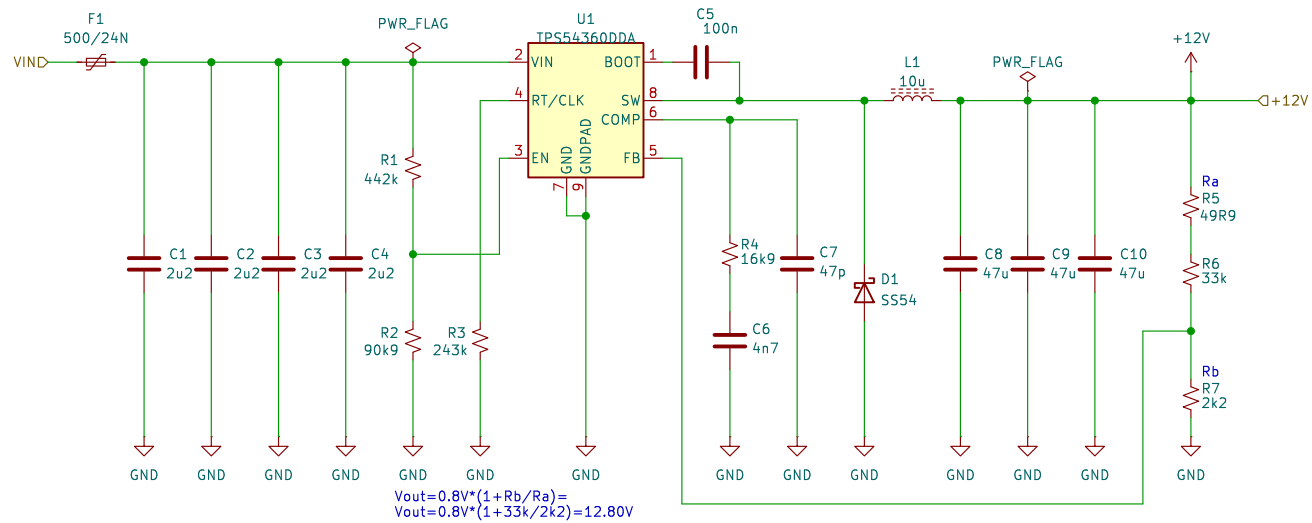 F1
500/24N
VIN
PWR_FLAG
U1
TPS54360DDA
C5
100n
2
VIN
BOOT
1
4
RT/CLK
SW
8
COMP
6
3
EN
GND
GNDPAD
FB
5
7
9
L1
10u
PWR_FLAG
+12V
+12V
R1
442k
Ra
R5
49R9
C1
2u2
C2
2u2
C3
2u2
C4
2u2
R4
16k9
C7
47p
D1
SS54
C8
47u
C9
47u
C10
47u
R6
33k
R2
90k9
R3
243k
C6
4n7
Rb
R7
2k2
GND
GND
GND
GND
GND
GND
GND
GND
GND
GND
GND
GND
GND
GND
Vout=0.8V*(1+Rb/Ra)=
Vout=0.8V*(1+33k/2k2)=12.80V